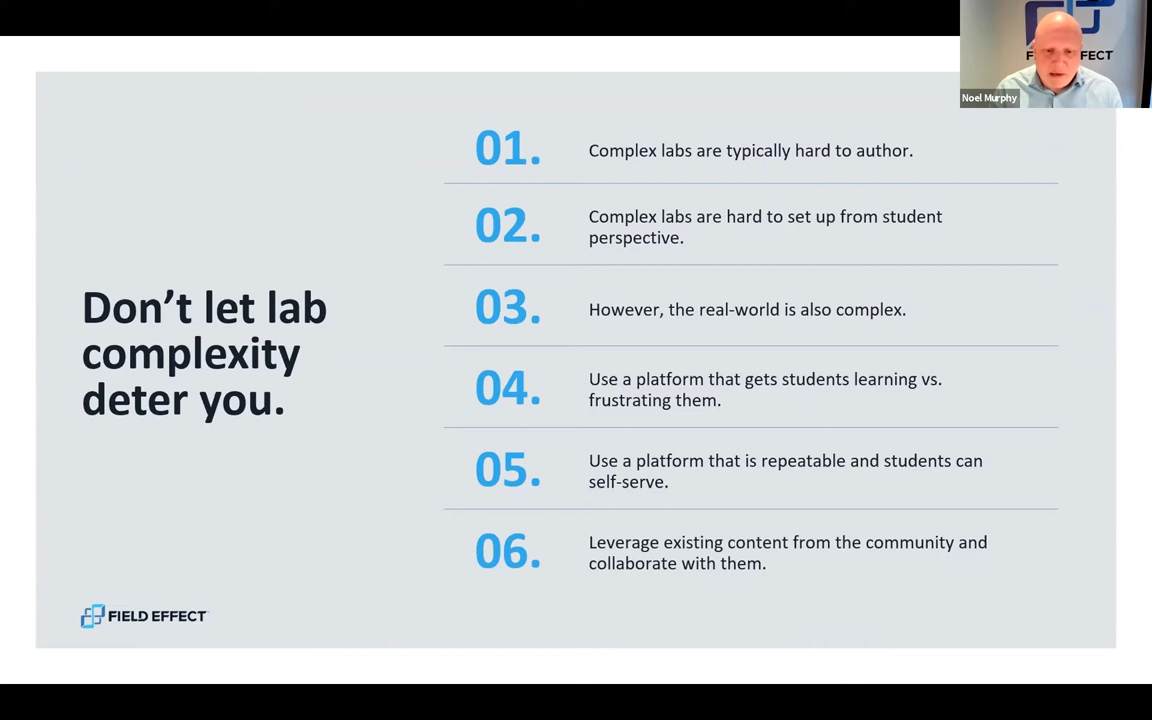 Don't let lab
complexity
deter you.
01.
Complex labs are typically hard to author.
02.
Complex labs are hard to set up from student
perspective.
03.
However, the real-world is also complex.
04.
Use a platform that gets students learning vs.
frustrating them.
05.
Use a platform that is repeatable and students can
self-serve.
06.
Leverage existing content from the community and
collaborate with them.
FIELD EFFECT
Noel Murphy